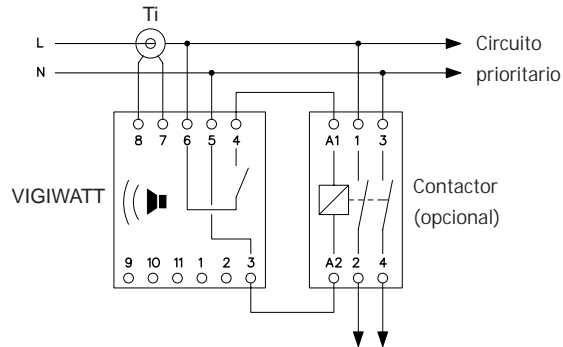 Ti
L
Circuito
N
prioritario
8 7 6 5 4
A1 1 3
VIGIWATT
Contactor
(opcional)
9 10 11 1 2 3
A2 2 4